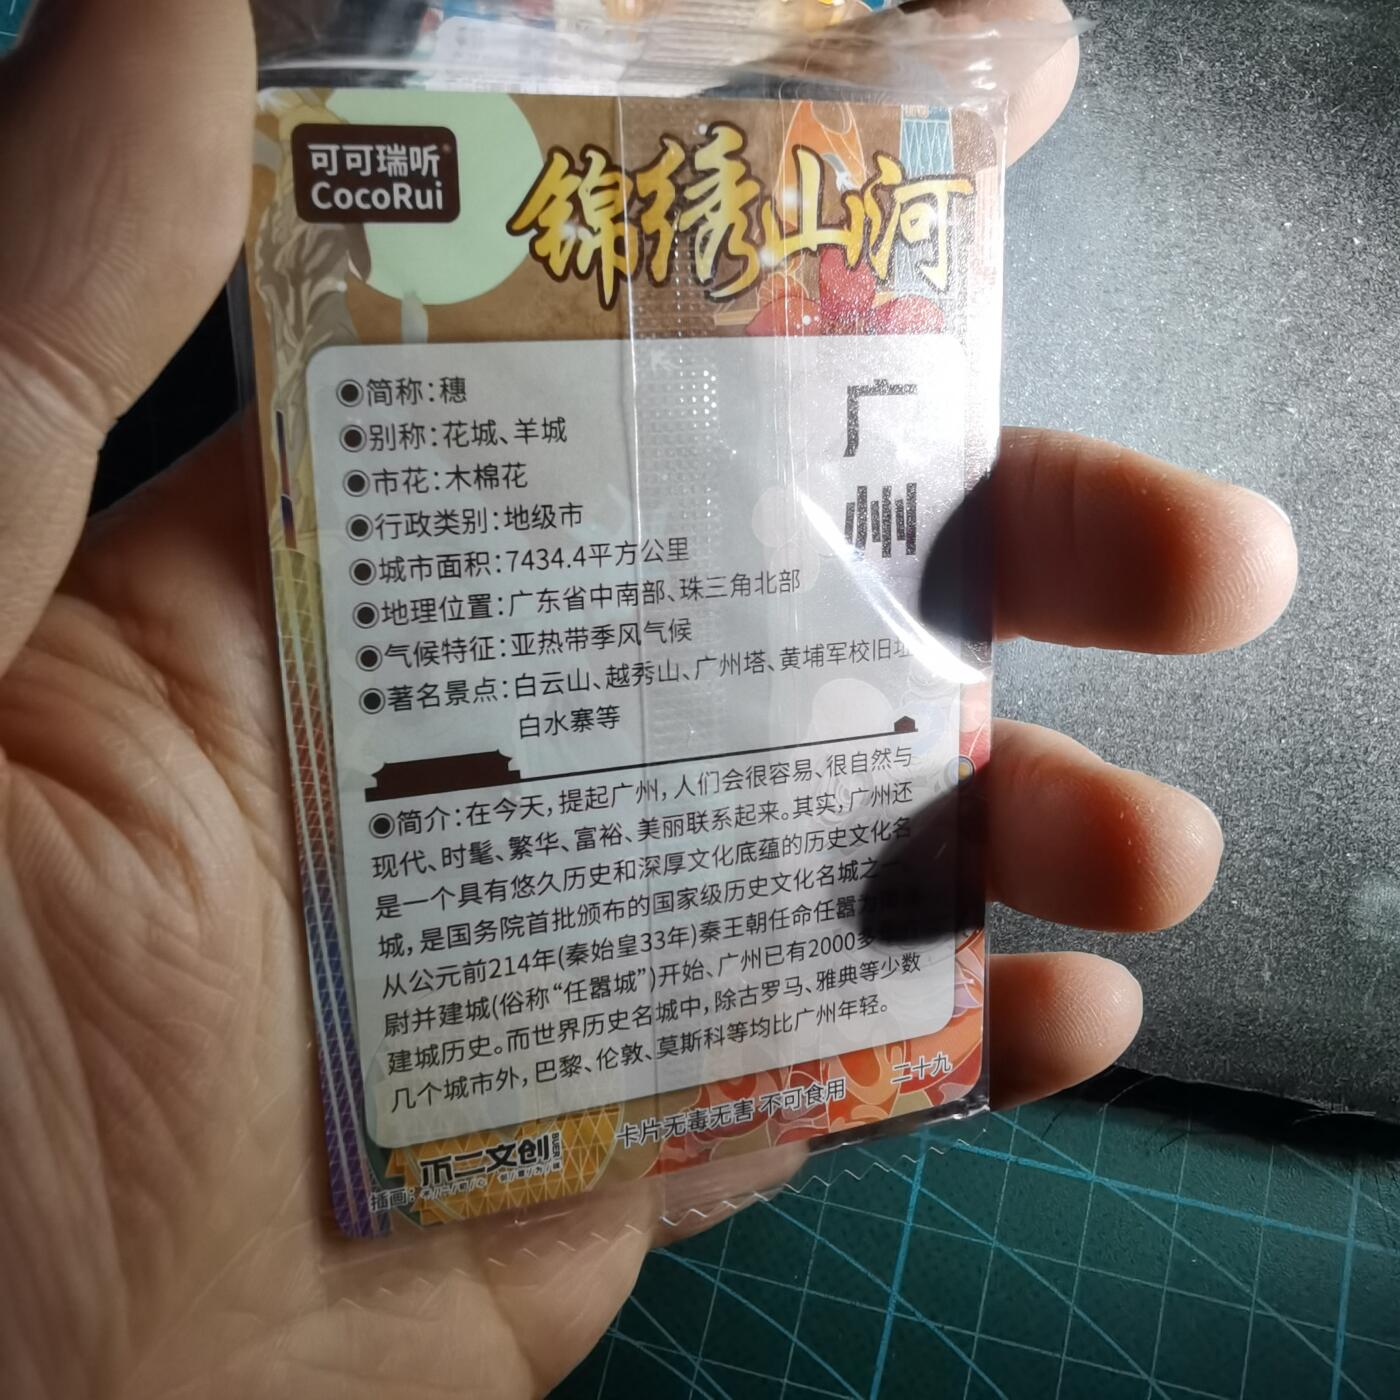 可可瑞听
CocoRui
锦绣山河
广州
◉简称:穗
◉别称:花城、羊城
◉市花:木棉花
◉行政类别:地级市
◉城市面积:7434.4平方公里
◉地理位置:广东省中南部、珠三角北部
◉气候特征:亚热带季风气候
◉著名景点:白云山、越秀山、广州塔、黄埔军校旧址
白水寨等
◉简介:在今天,提起广州,人们会很容易、很自然与
现代、时髦、繁华、富裕、美丽联系起来。其实,广州还
是一个具有悠久历史和深厚文化底蕴的历史文化名
城,是国务院首批颁布的国家级历史文化名城之一。
从公元前214年(秦始皇33年)秦王朝任命任嚣为
尉并建城(俗称“任嚣城”)开始、广州已有2000多
建城历史。而世界历史名城中,除古罗马、雅典等少数
几个城市外,巴黎、伦敦、莫斯科等均比广州年轻。
二十九
卡片无毒无害 不可食用
插画:不二文创